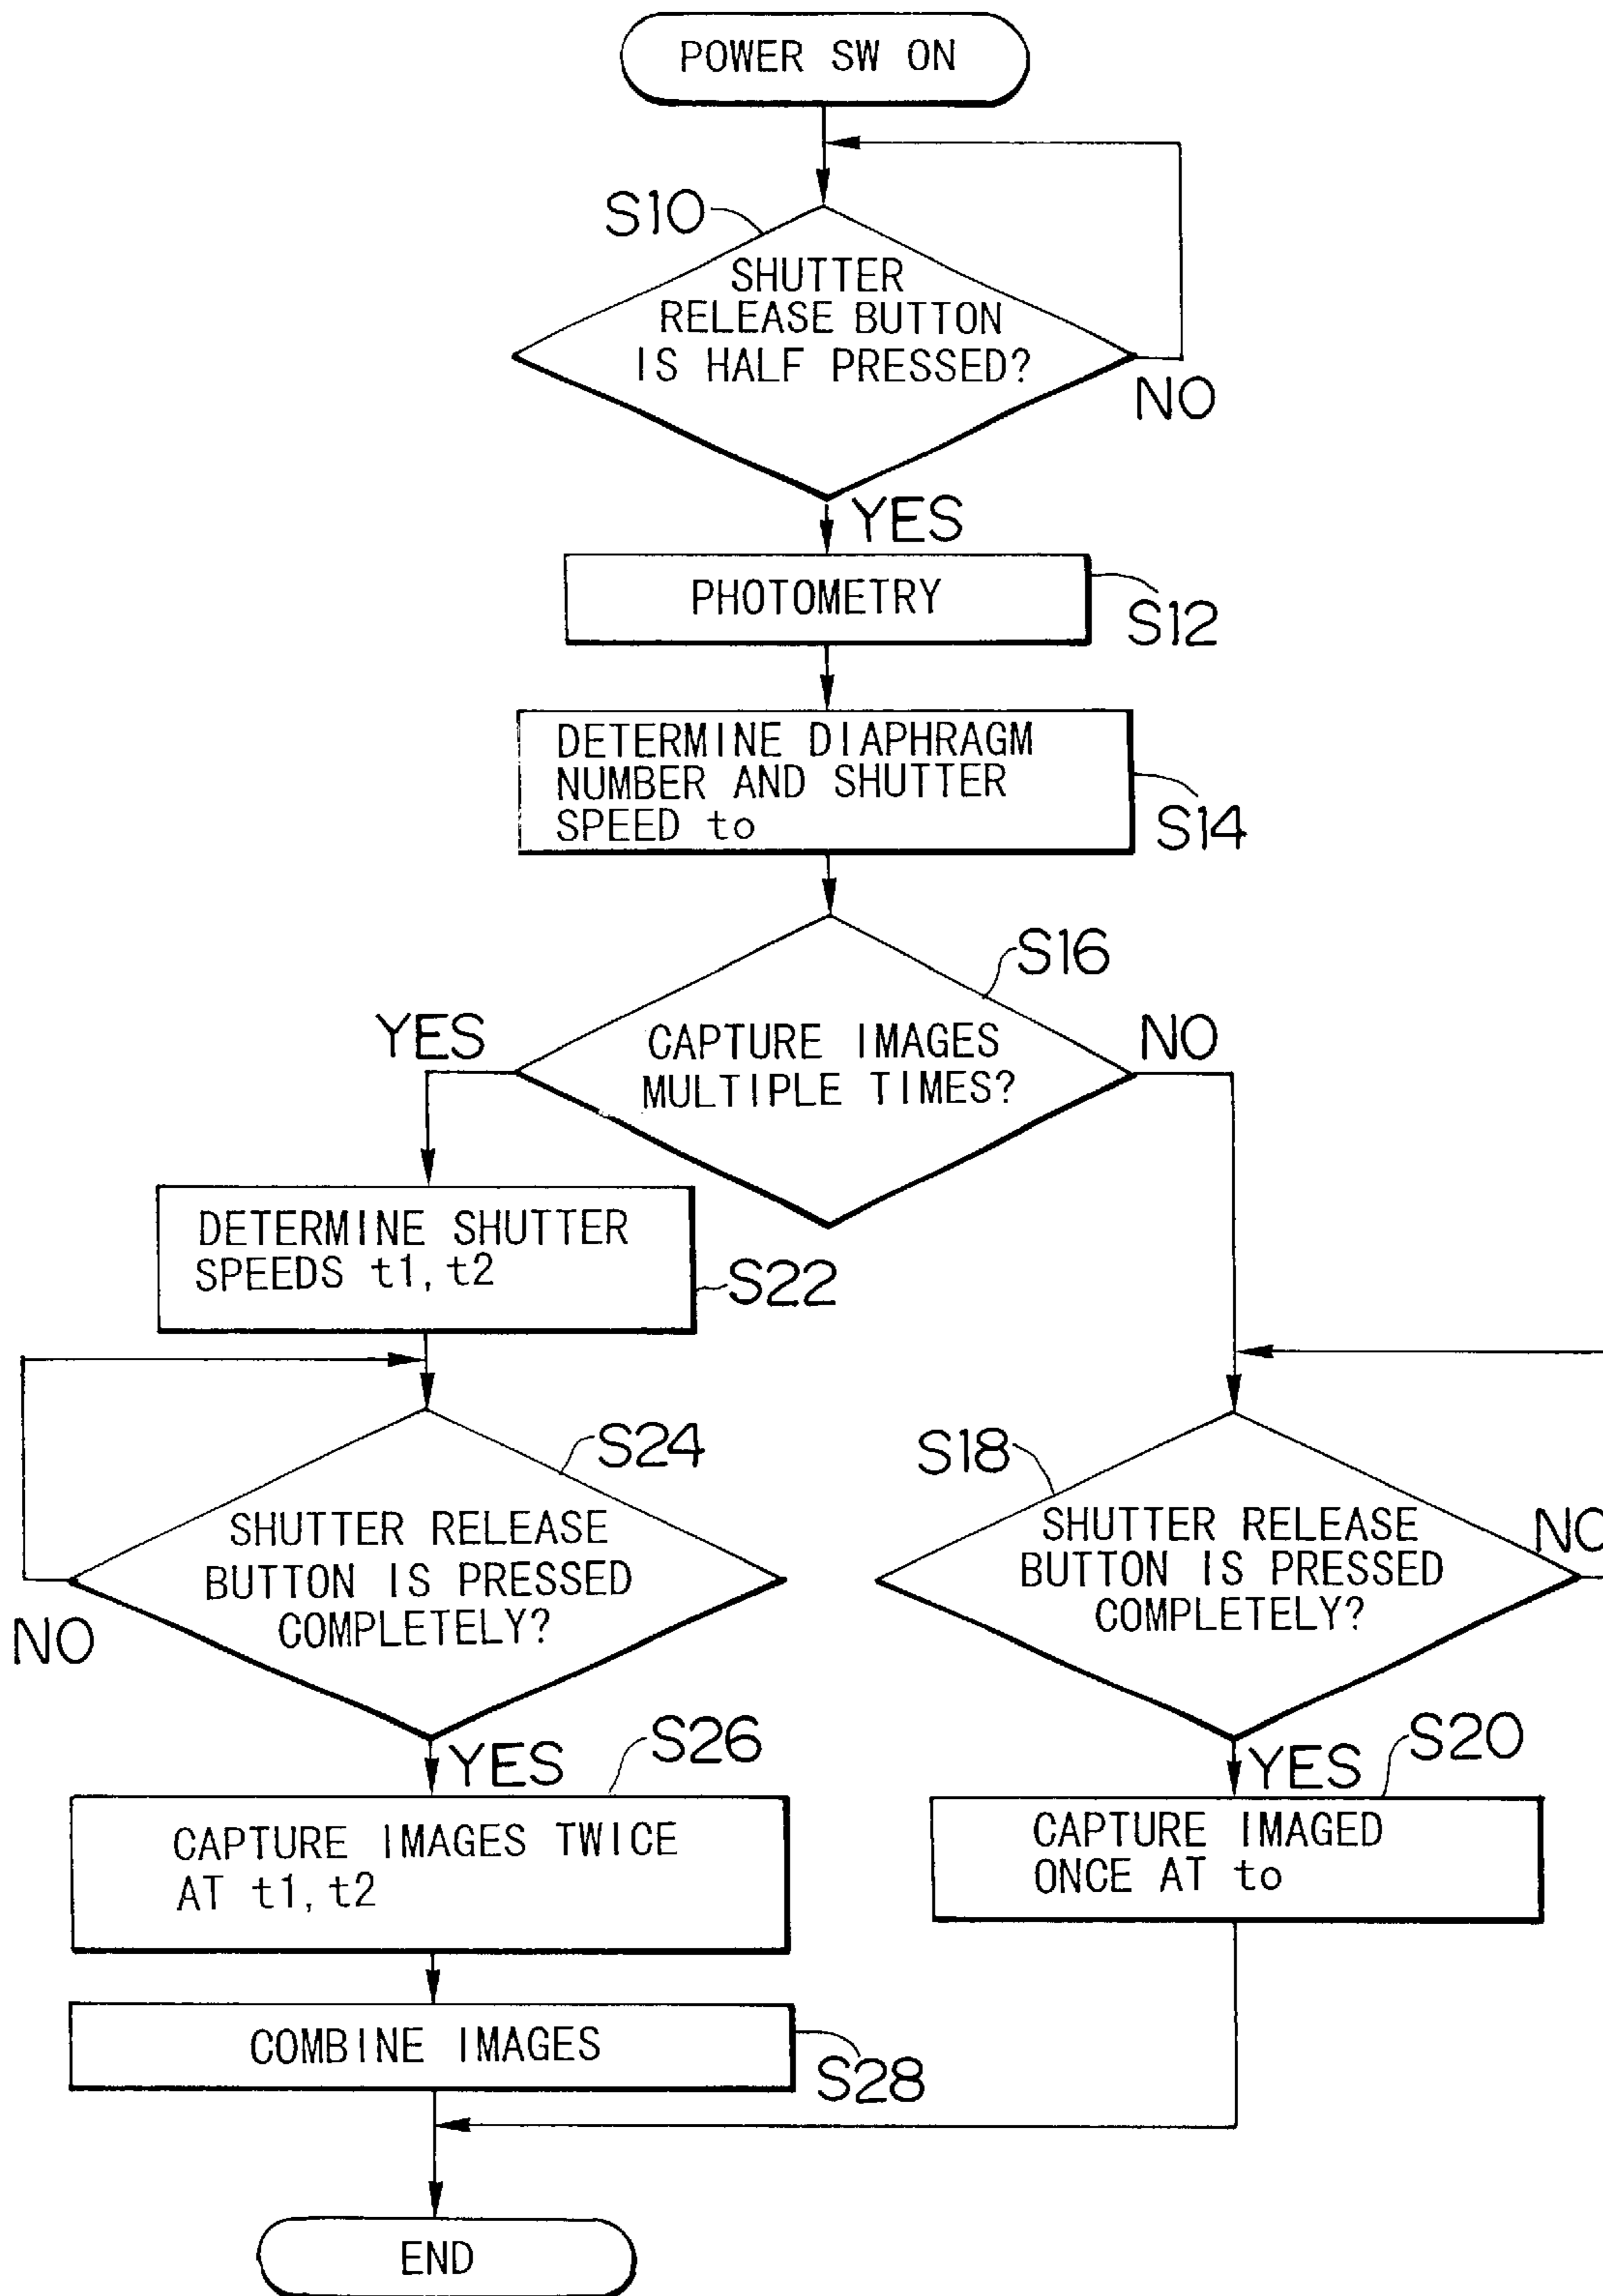 POWER SW ON
S10
SHUTTER
RELEASE BUTTON
IS HALF PRESSED?
NO
YES
PHOTOMETRY
S12
DETERMINE DIAPHRAGM
NUMBER AND SHUTTER
SPEED to
S14
S16
YES
CAPTURE IMAGES
MULTIPLE TIMES?
NO
DETERMINE SHUTTER
SPEEDS t1, t2
S22
S24
SHUTTER RELEASE
BUTTON IS PRESSED
COMPLETELY?
NO
S18
SHUTTER RELEASE
BUTTON IS PRESSED
COMPLETELY?
NO
YES
S26
YES
S20
CAPTURE IMAGES TWICE
AT t1, t2
CAPTURE IMAGED
ONCE AT to
COMBINE IMAGES
S28
END